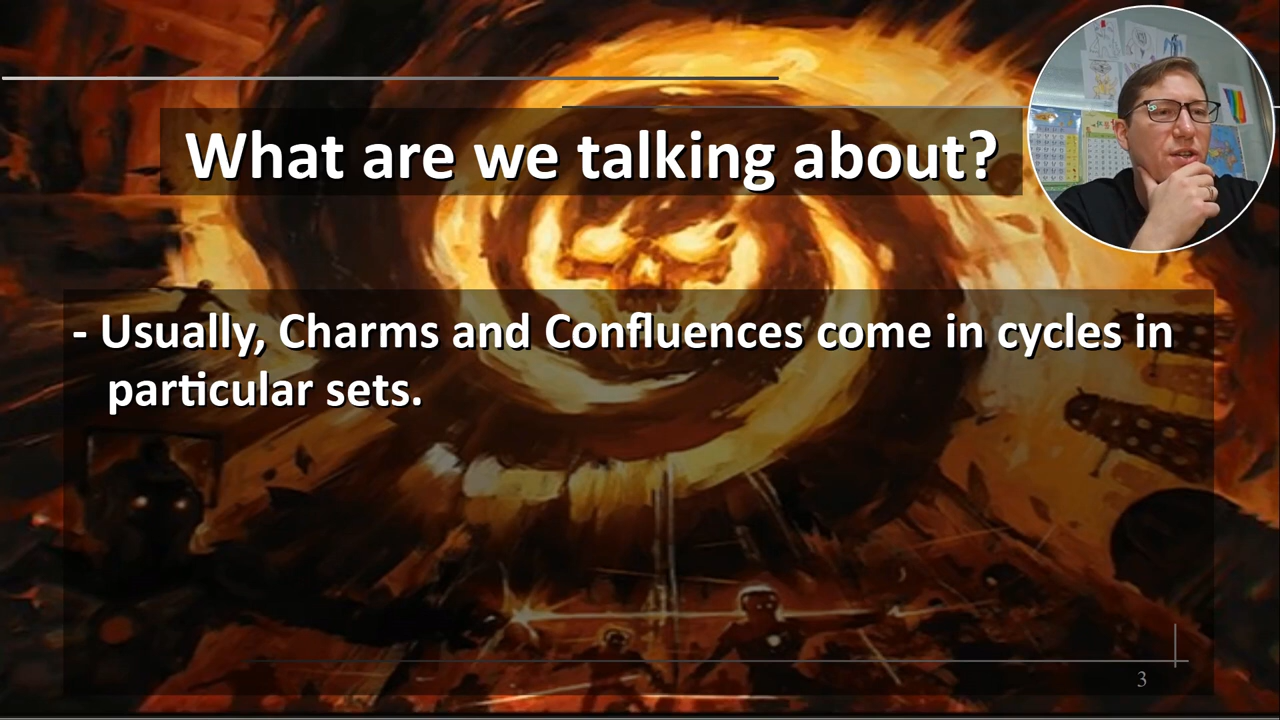 What are we talking about?
- Usually, Charms and Confluences come in cycles in
particular sets.
3